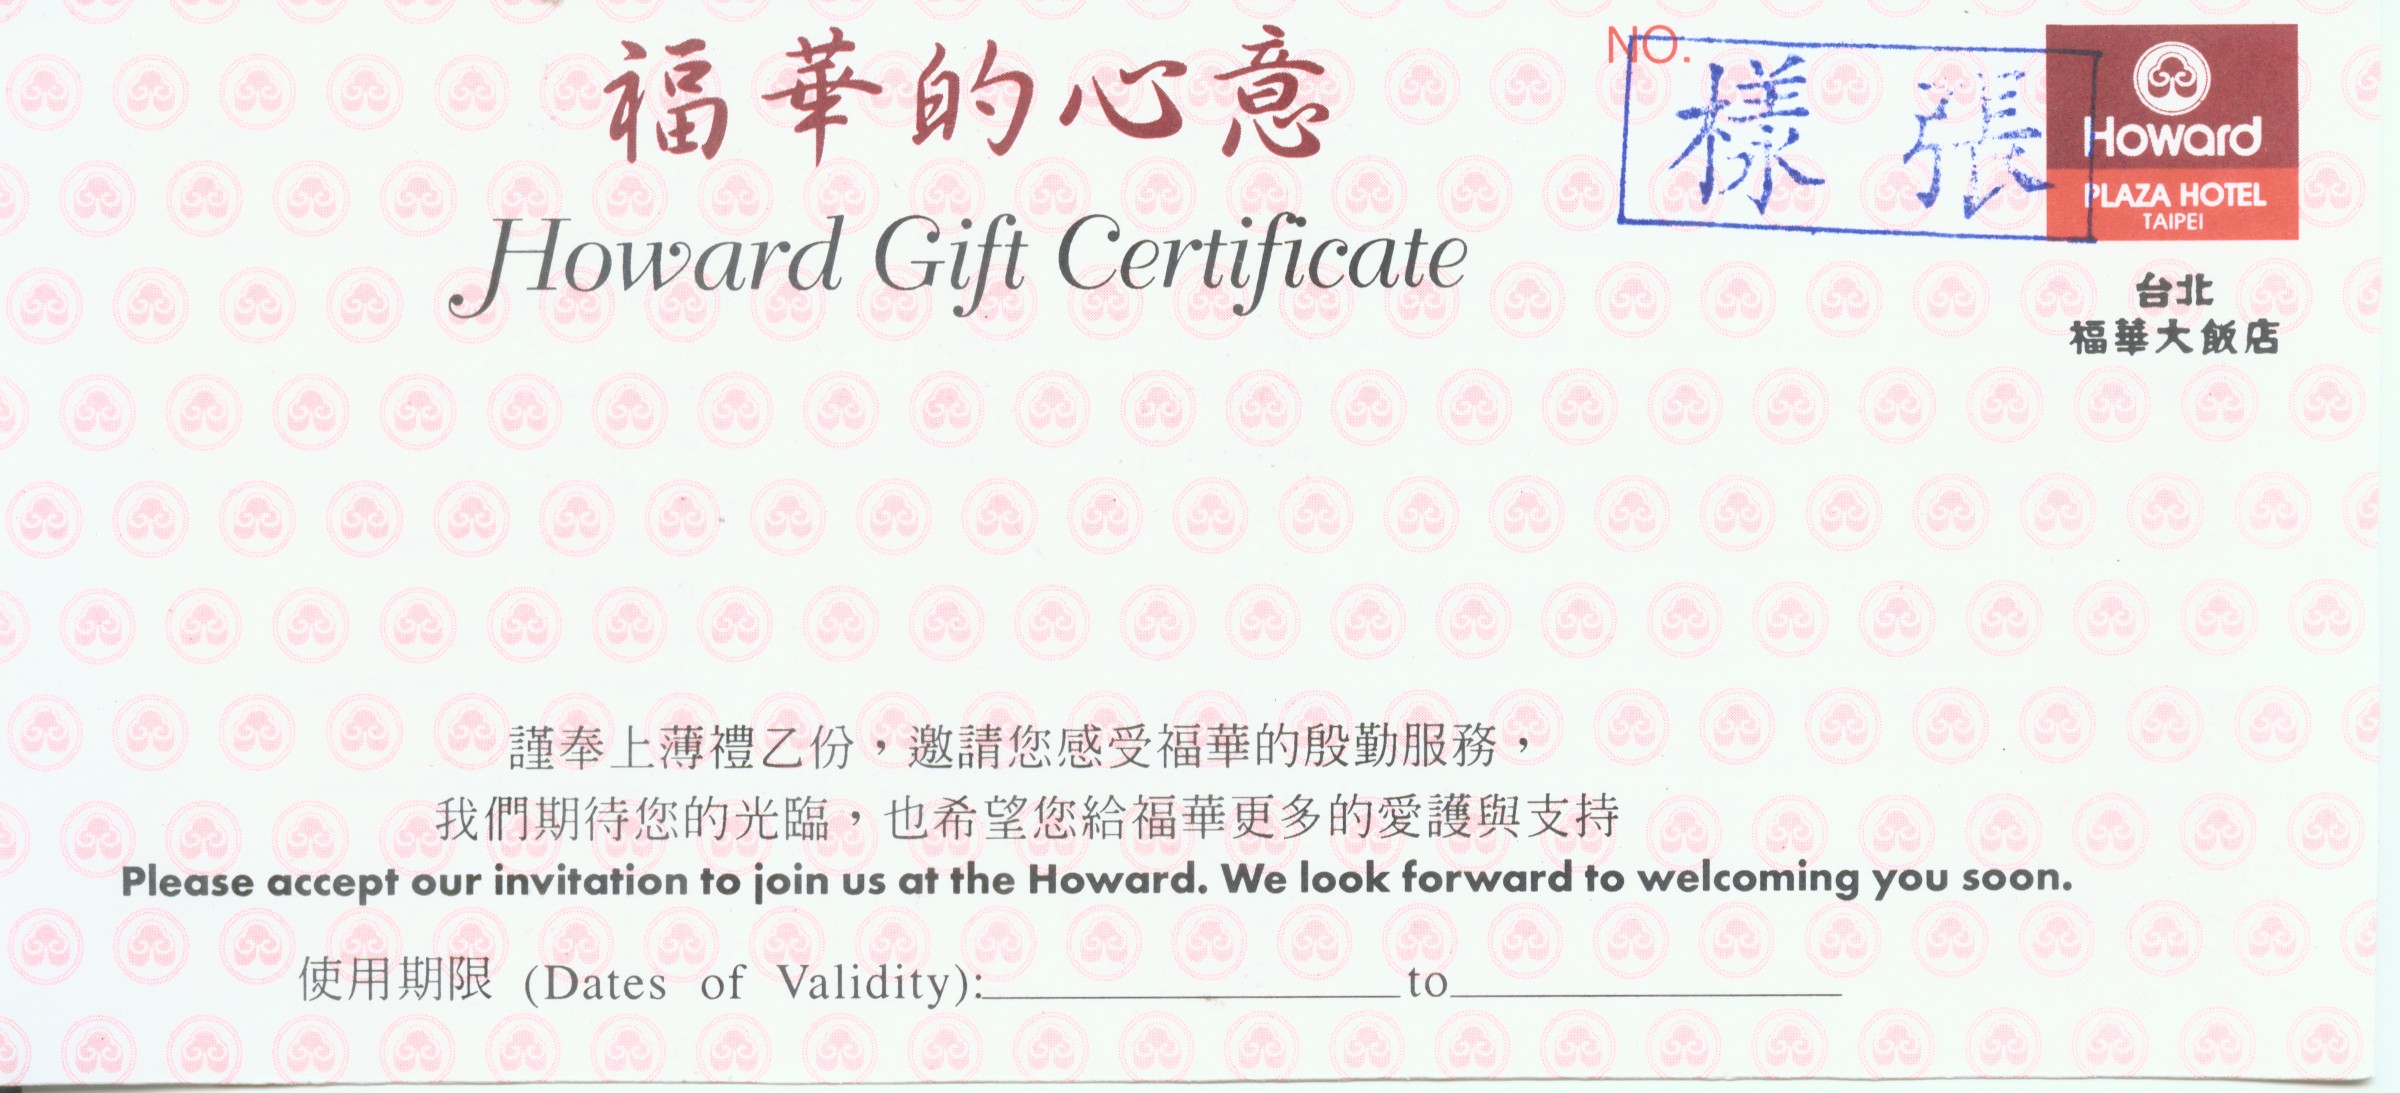 福華的心意
NO.
樣張
Howard
PLAZA HOTEL
TAIPEI
台北
福華大飯店
Howard Gift Certificate
謹奉上薄禮乙份，邀請您感受福華的殷勤服務，
我們期待您的光臨，也希望您給福華更多的愛護與支持
Please accept our invitation to join us at the Howard. We look forward to welcoming you soon.
使用期限 (Dates of Validity):____________to____________